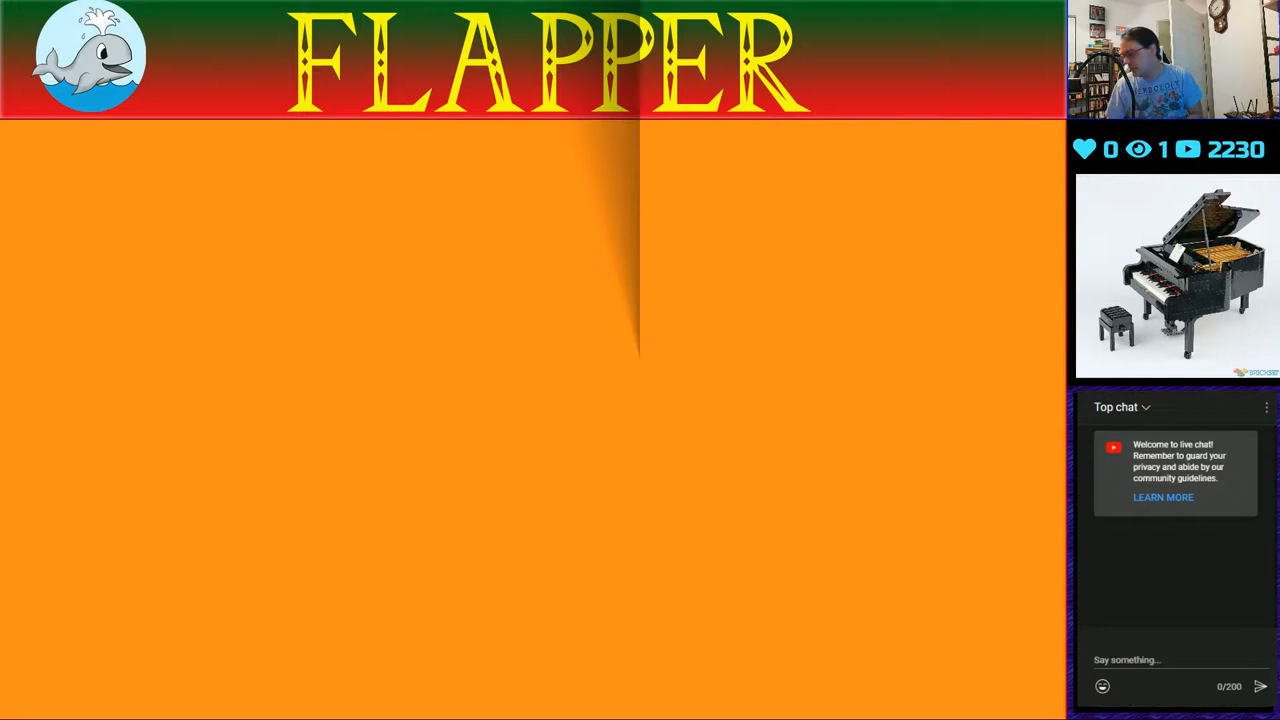 FLAPPER
0 1 2230
BRICKSET
Top chat
Welcome to live chat!
Remember to guard your
privacy and abide by our
community guidelines.
LEARN MORE
Say something...
0/200